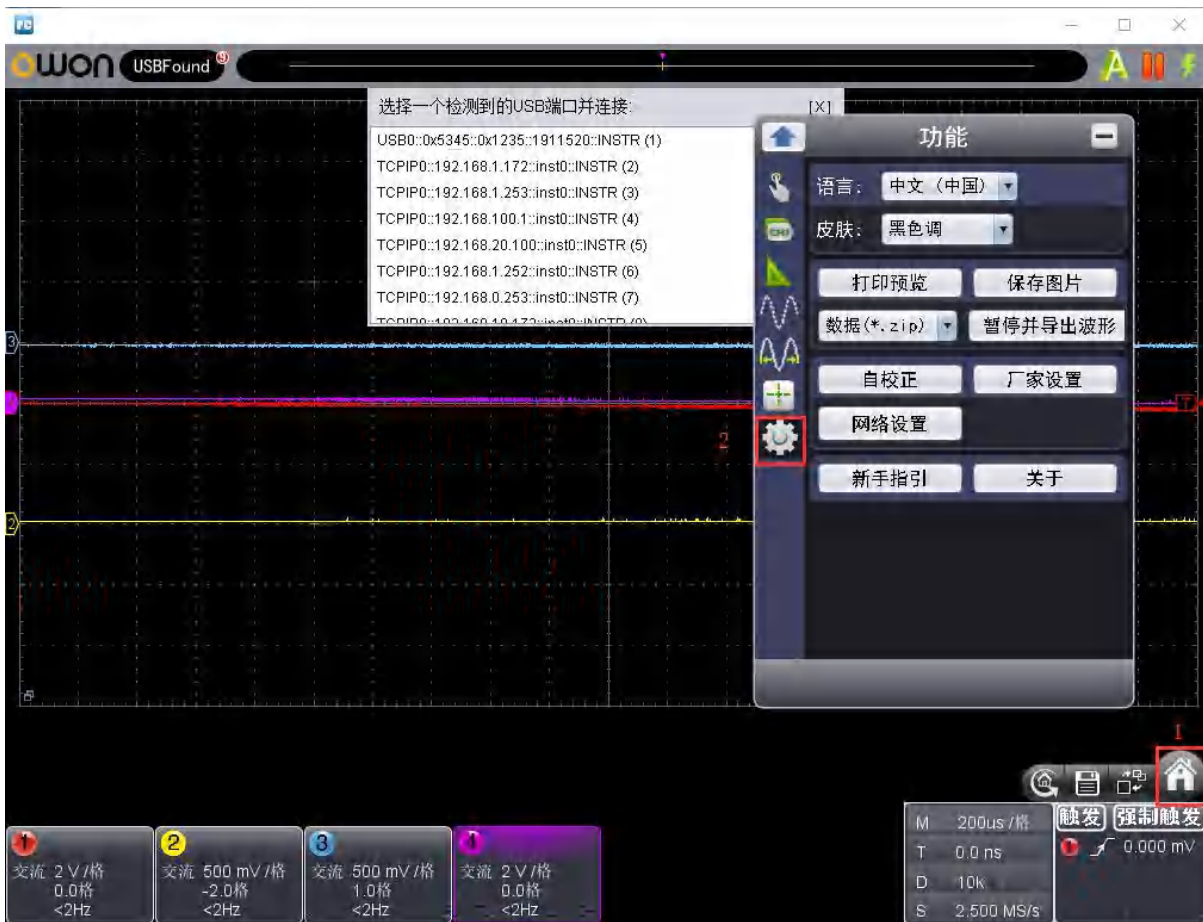 owon
USBFound 9
选择一个检测到的USB端口并连接: [X]
USB0::0x5345::0x1235::1911520::INSTR (1)
TCPIP0::192.168.1.172::inst0::INSTR (2)
TCPIP0::192.168.1.253::inst0::INSTR (3)
TCPIP0::192.168.100.1::inst0::INSTR (4)
TCPIP0::192.168.20.100::inst0::INSTR (5)
TCPIP0::192.168.1.252::inst0::INSTR (6)
TCPIP0::192.168.0.253::inst0::INSTR (7)
功能
语言: 中文 (中国)
皮肤: 黑色调
CH1
打印预览 保存图片
数据(*.zip) 暂停并导出波形
自校正 厂家设置
网络设置
新手指引 关于
3
T
2
2
1
1
交流 2 V /格
0.0格
<2Hz
2
交流 500 mV /格
-2.0格
<2Hz
3
交流 500 mV /格
1.0格
<2Hz
4
交流 2 V /格
0.0格
<2Hz
M 200us /格
T 0.0 ns
D 10k
S 2.500 MS/s
触发 强制触发
1 0.000 mV